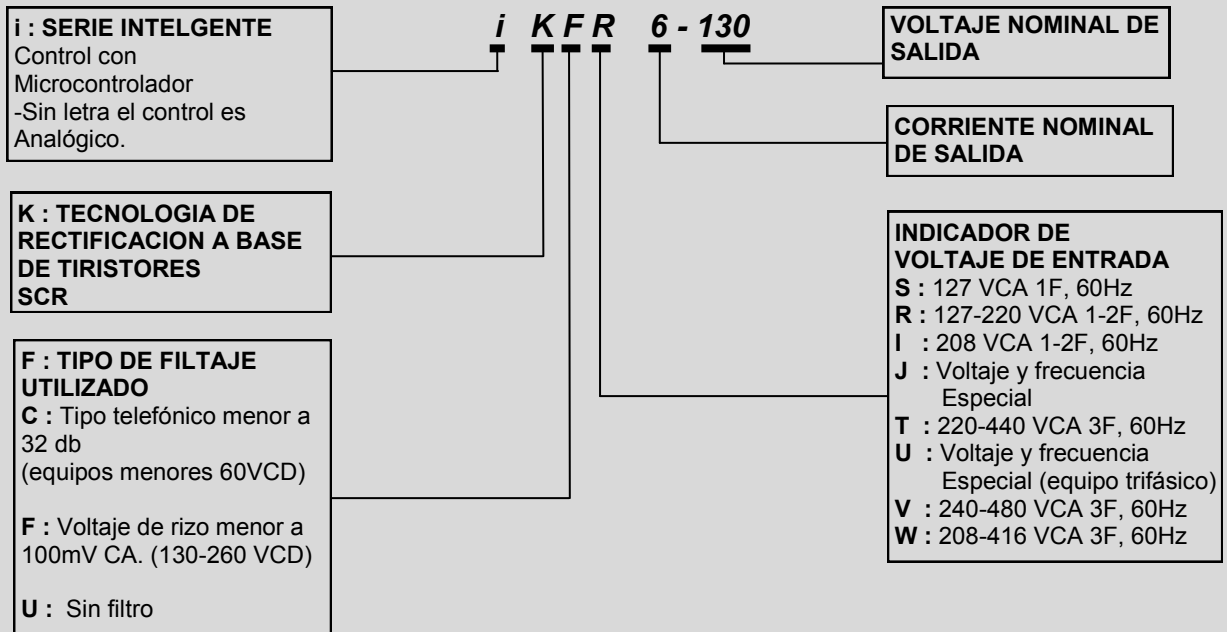 i K F R 6 - 130
i : SERIE INTELGENTE
Control con
Microcontrolador
-Sin letra el control es
Analógico.
K : TECNOLOGIA DE
RECTIFICACION A BASE
DE TIRISTORES
SCR
F : TIPO DE FILTAJE
UTILIZADO
C : Tipo telefónico menor a
32 db
(equipos menores 60VCD)
F : Voltaje de rizo menor a
100mV CA. (130-260 VCD)
U : Sin filtro
VOLTAJE NOMINAL DE
SALIDA
CORRIENTE NOMINAL
DE SALIDA
INDICADOR DE
VOLTAJE DE ENTRADA
S : 127 VCA 1F, 60Hz
R : 127-220 VCA 1-2F, 60Hz
I : 208 VCA 1-2F, 60Hz
J : Voltaje y frecuencia
Especial
T : 220-440 VCA 3F, 60Hz
U : Voltaje y frecuencia
Especial (equipo trifásico)
V : 240-480 VCA 3F, 60Hz
W : 208-416 VCA 3F, 60Hz